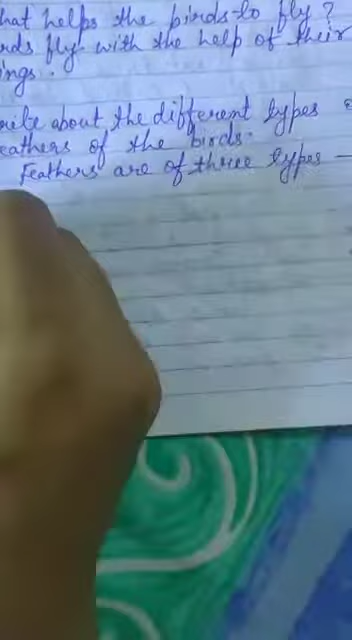 hat helps the birds to fly?
rds fly with the help of their
ngs.
rite about the different types
eathers of the birds.
Feathers are of three types -